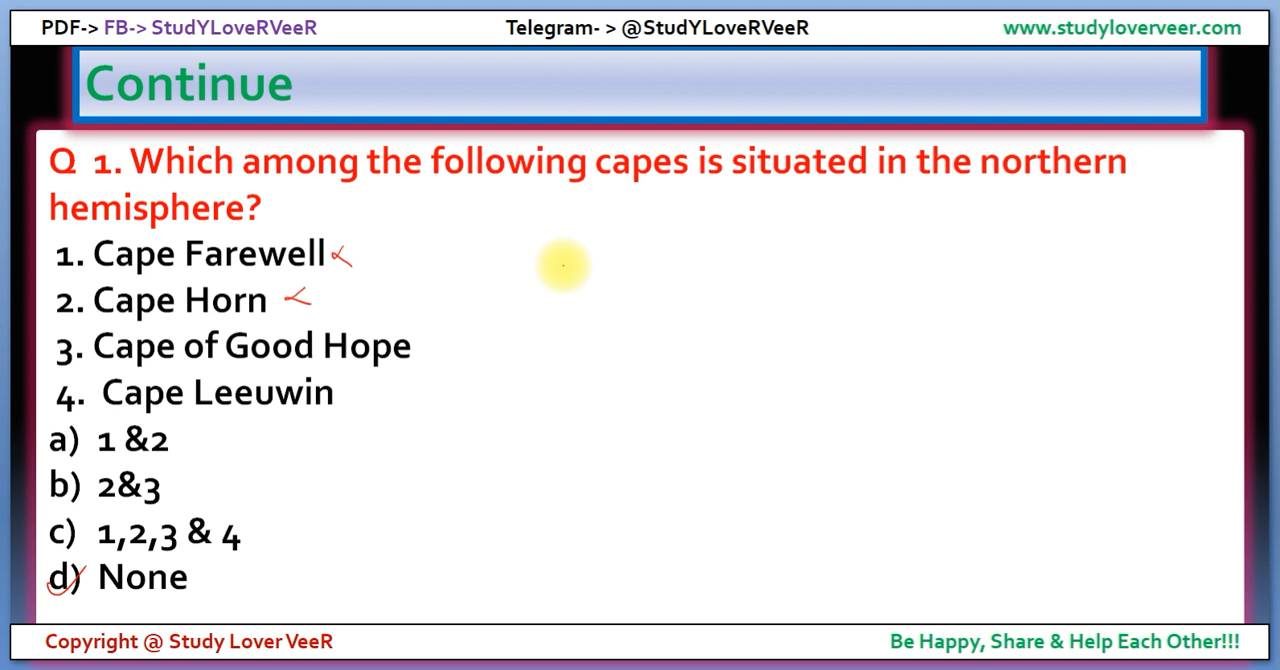 PDF-> FB-> StudYLoveRVeeR Telegram- > @StudYLoveRVeeR www.studyloverveer.com
Continue
Q 1. Which among the following capes is situated in the northern
hemisphere?
1. Cape Farewell
2. Cape Horn
3. Cape of Good Hope
4. Cape Leeuwin
a) 1 &2
b) 2&3
c) 1,2,3 & 4
d) None
Copyright @ Study Lover VeeR Be Happy, Share & Help Each Other!!!